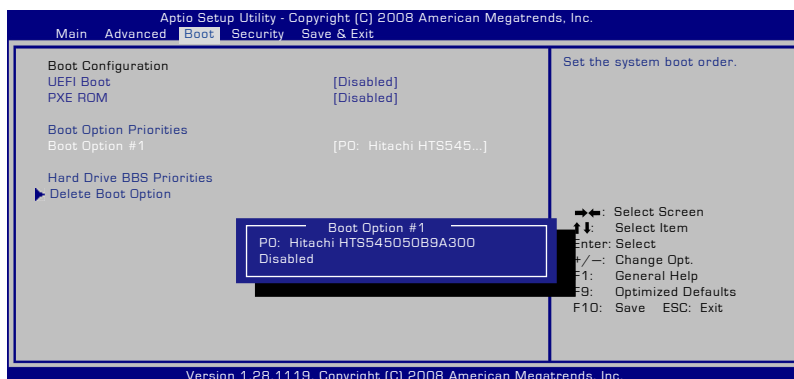 Aptio Setup Utility - Copyright (C) 2008 American Megatrends, Inc.
Main Advanced Boot Security Save & Exit
Boot Configuration
UEFI Boot [Disabled]
PXE ROM [Disabled]
Boot Option Priorities
Boot Option #1 [P0: Hitachi HTS545...]
Hard Drive BBS Priorities
Delete Boot Option
Set the system boot order.
Boot Option #1
P0: Hitachi HTS545050B9A300
Disabled
→←: Select Screen
↑↓: Select Item
Enter: Select
+/—: Change Opt.
F1: General Help
F9: Optimized Defaults
F10: Save ESC: Exit
Version 1.28.1119. Copyright (C) 2008 American Megatrends, Inc.